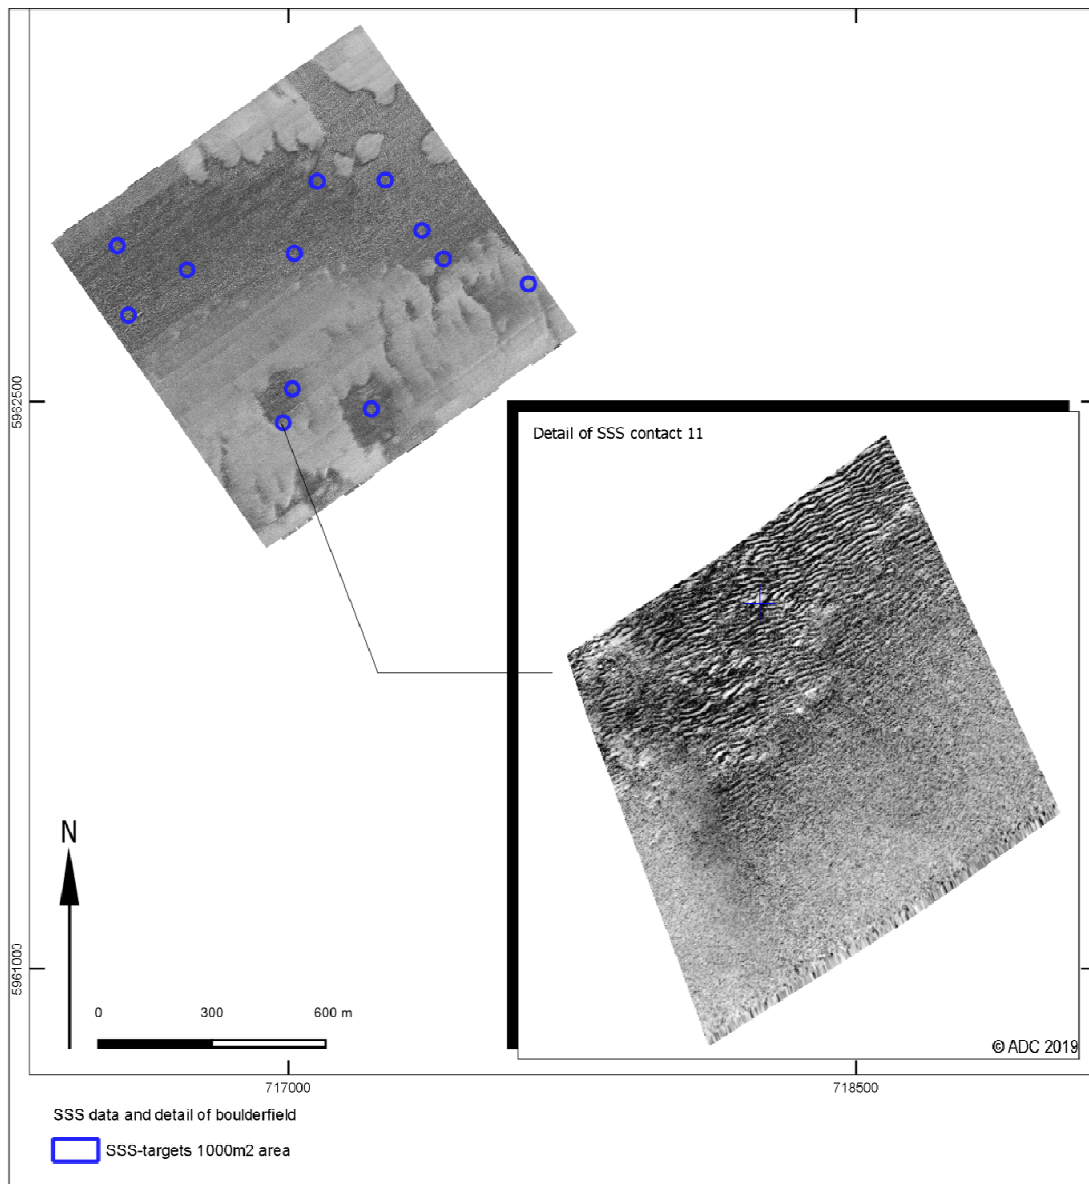 5962500
Detail of SSS contact 11
N
5961000
0 300 600 m
© ADC 2019
717000 718500
SSS data and detail of boulderfield
SSS-targets 1000m2 area